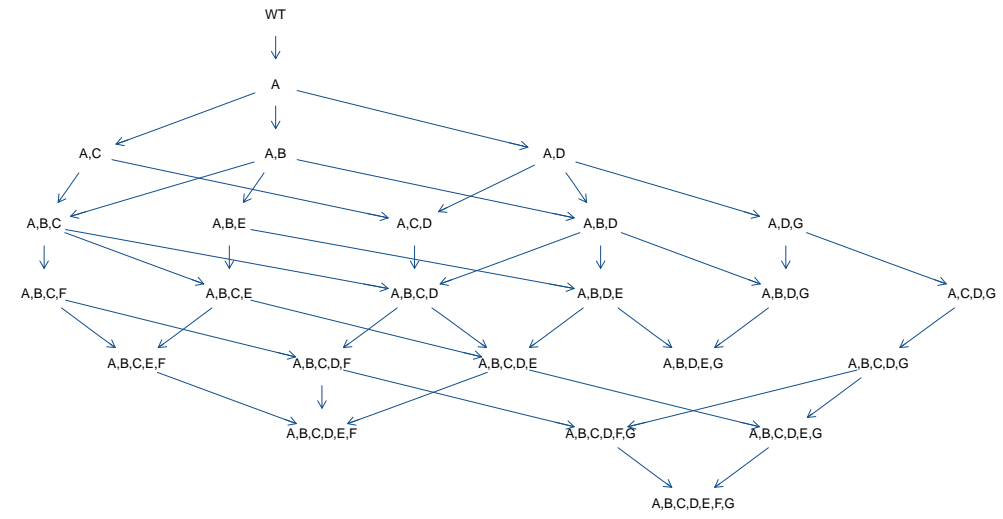 WT
A
A,C
A,B
A,D
A,B,C
A,B,E
A,C,D
A,B,D
A,D,G
A,B,C,F
A,B,C,E
A,B,C,D
A,B,D,E
A,B,D,G
A,C,D,G
A,B,C,E,F
A,B,C,D,F
A,B,C,D,E
A,B,D,E,G
A,B,C,D,G
A,B,C,D,E,F
A,B,C,D,F,G
A,B,C,D,E,G
A,B,C,D,E,F,G